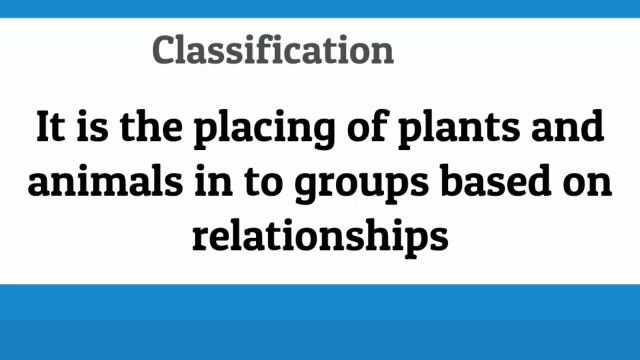 Classification
It is the placing of plants and
animals in to groups based on
relationships